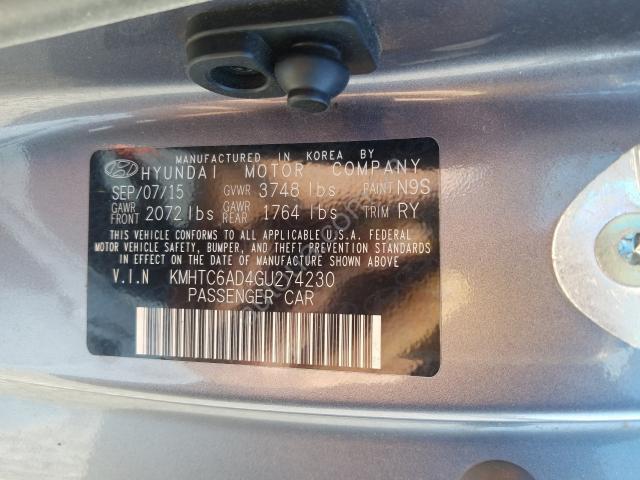 MANUFACTURED IN KOREA BY
HYUNDAI MOTOR COMPANY
SEP/07/15 GVWR 3748 lbs PAINT N9S
GAWR FRONT 2072 lbs GAWR REAR 1764 lbs TRIM RY
THIS VEHICLE CONFORMS TO ALL APPLICABLE U.S.A. FEDERAL
MOTOR VEHICLE SAFETY, BUMPER, AND THEFT PREVENTION STANDARDS
IN EFFECT ON THE DATE OF MANUFACTURE SHOWN ABOVE.
V.I.N KMHTC6AD4GU274230
PASSENGER CAR